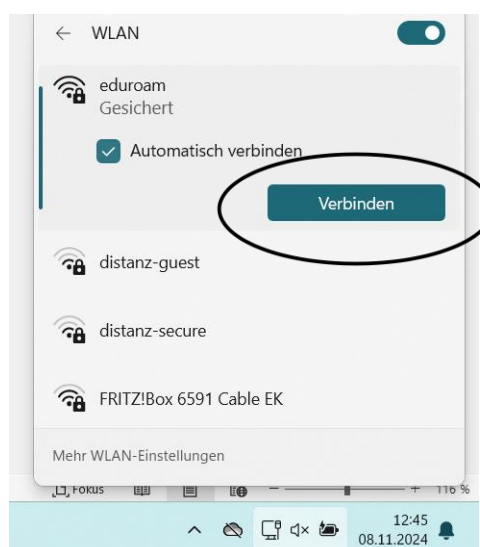 WLAN
eduroam
Gesichert
Automatisch verbinden
Verbinden
distanz-guest
distanz-secure
FRITZ!Box 6591 Cable EK
Mehr WLAN-Einstellungen
Fokus
116 %
12:45
08.11.2024